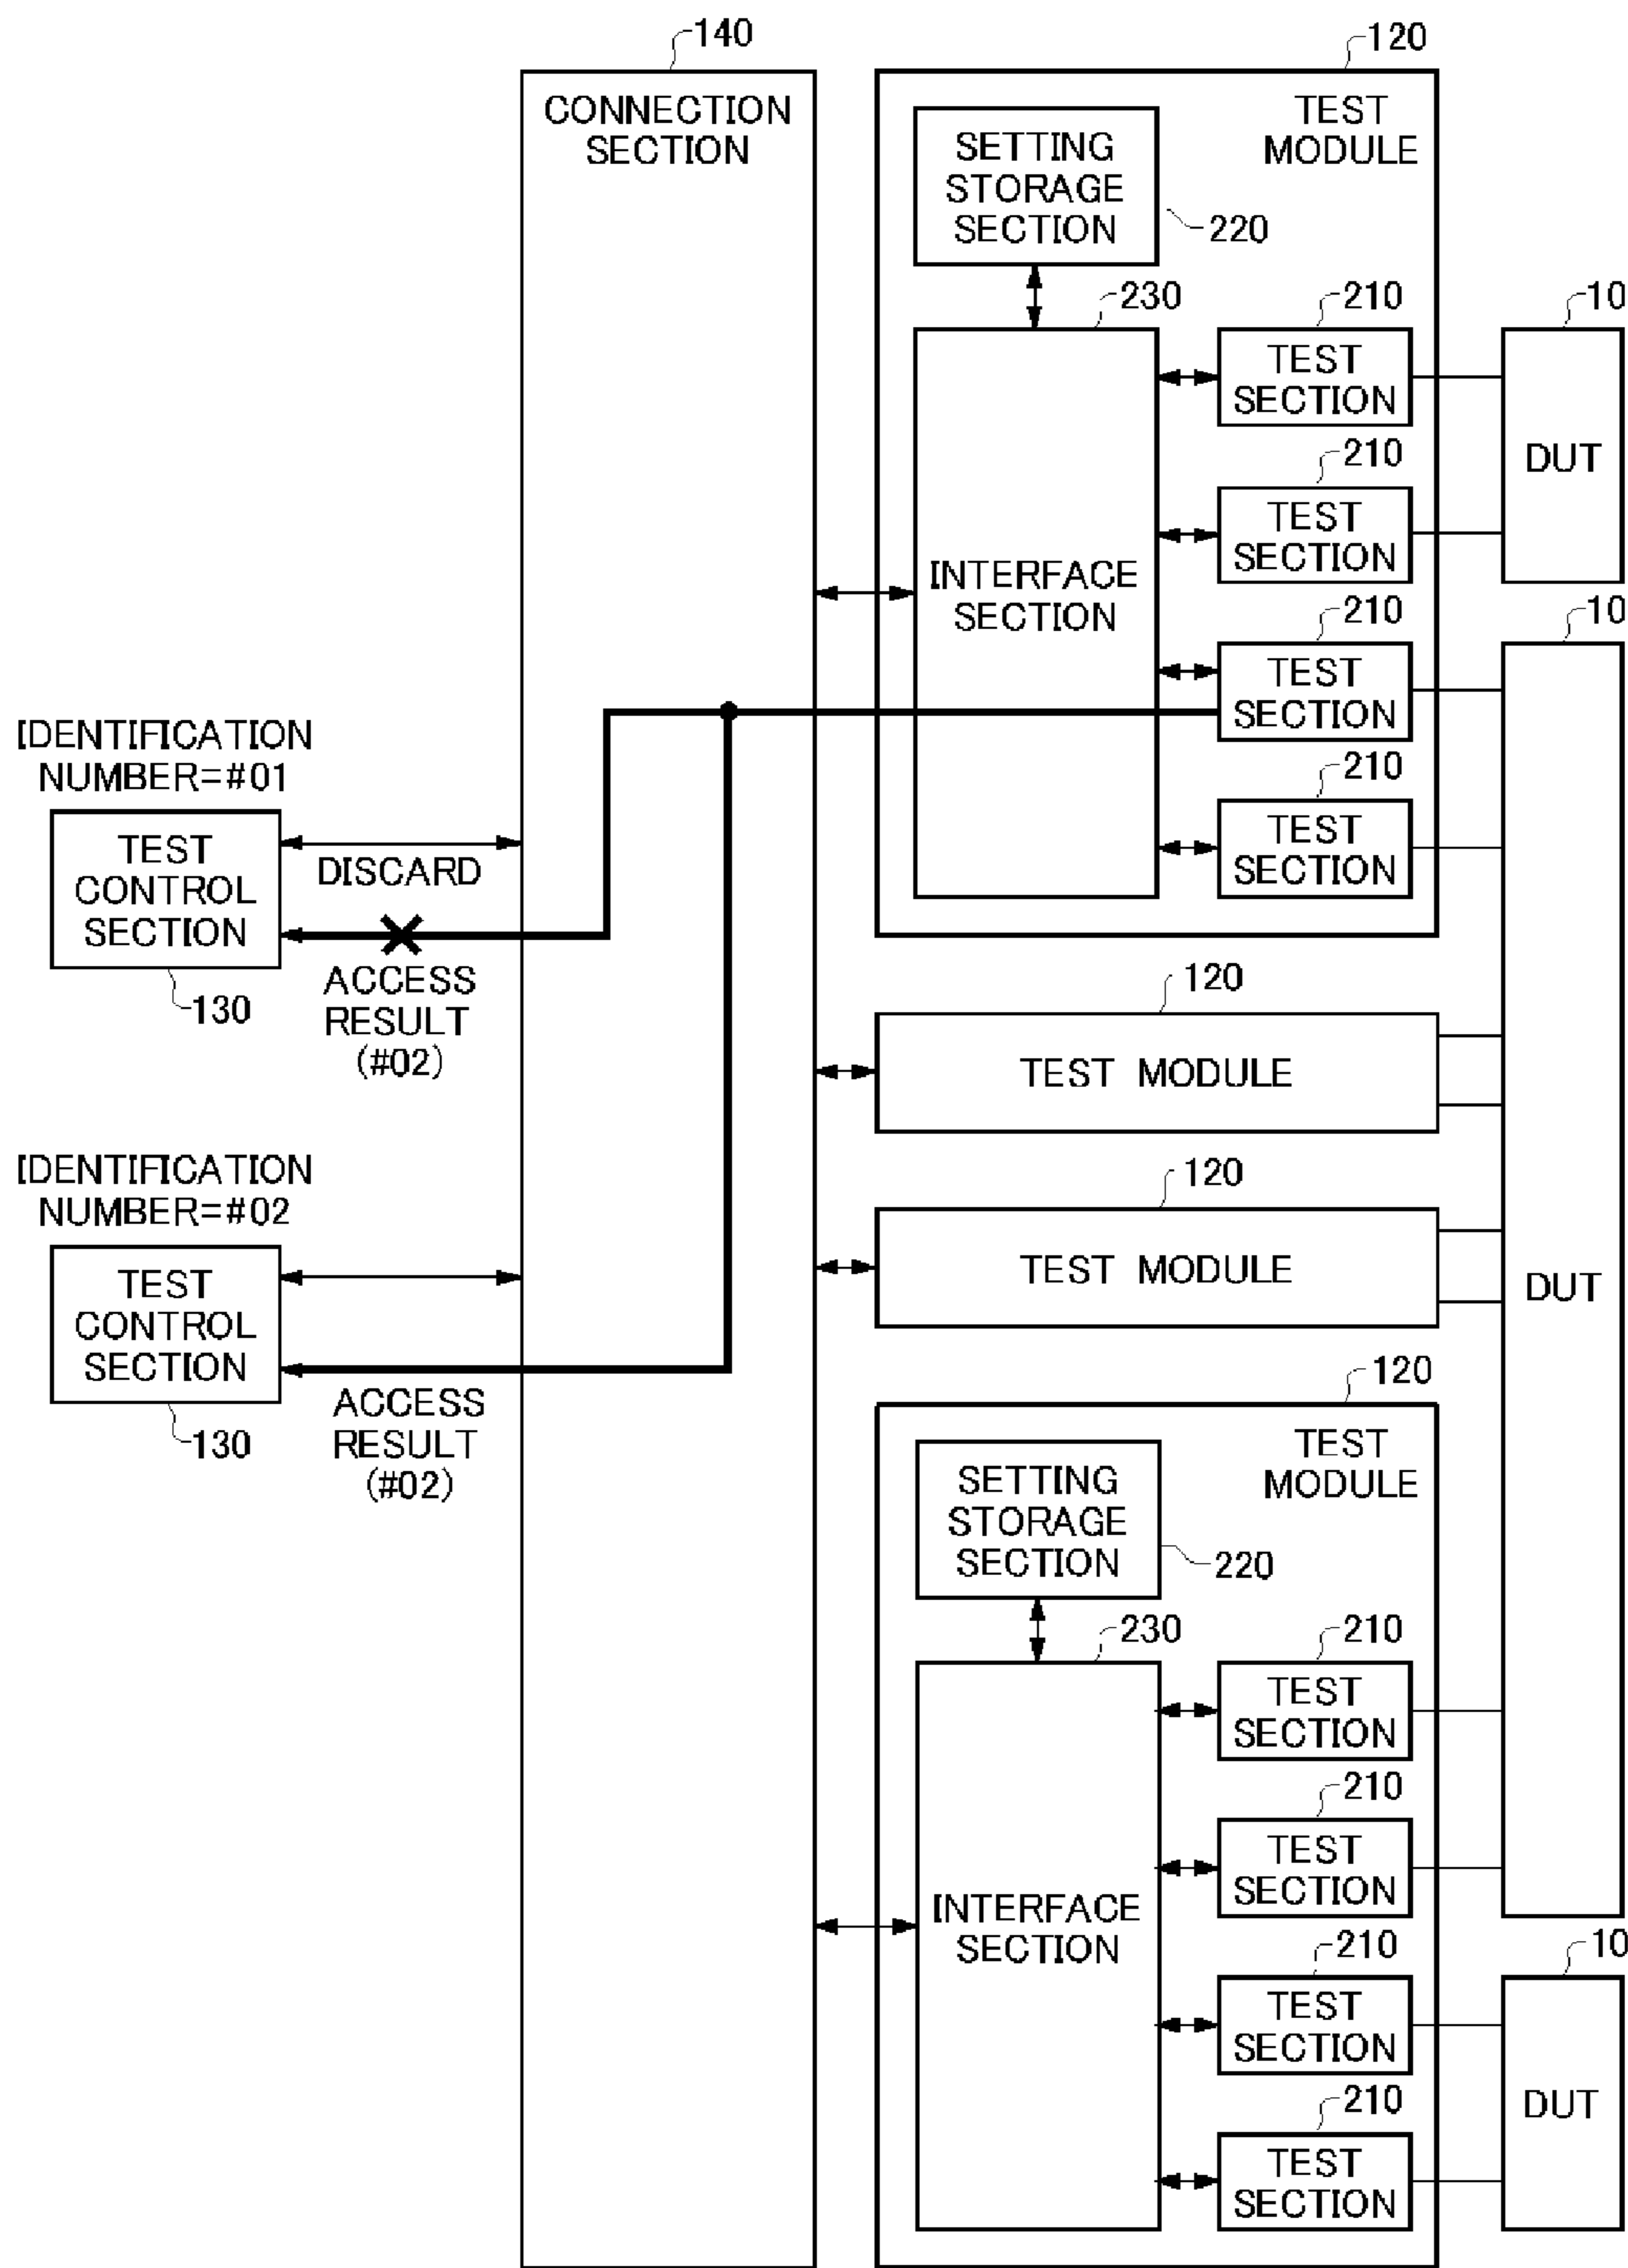 140
CONNECTION
SECTION
120
TEST
MODULE
SETTING
STORAGE
SECTION
220
230
INTERFACE
SECTION
210
TEST
SECTION
210
TEST
SECTION
210
TEST
SECTION
210
TEST
SECTION
10
DUT
10
DUT
IDENTIFICATION
NUMBER=#01
TEST
CONTROL
SECTION
130
DISCARD
ACCESS
RESULT
(#02)
120
TEST MODULE
120
TEST MODULE
IDENTIFICATION
NUMBER=#02
TEST
CONTROL
SECTION
130
ACCESS
RESULT
(#02)
120
TEST
MODULE
SETTING
STORAGE
SECTION
220
230
INTERFACE
SECTION
210
TEST
SECTION
210
TEST
SECTION
210
TEST
SECTION
210
TEST
SECTION
10
DUT